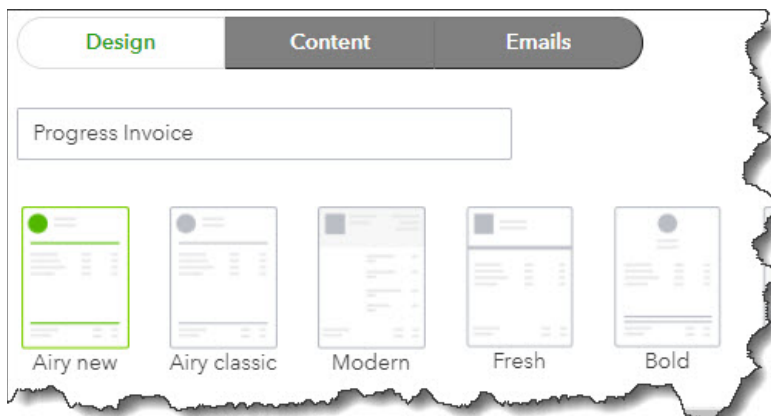 Design Content Emails
Progress Invoice
Airy new Airy classic Modern Fresh Bold